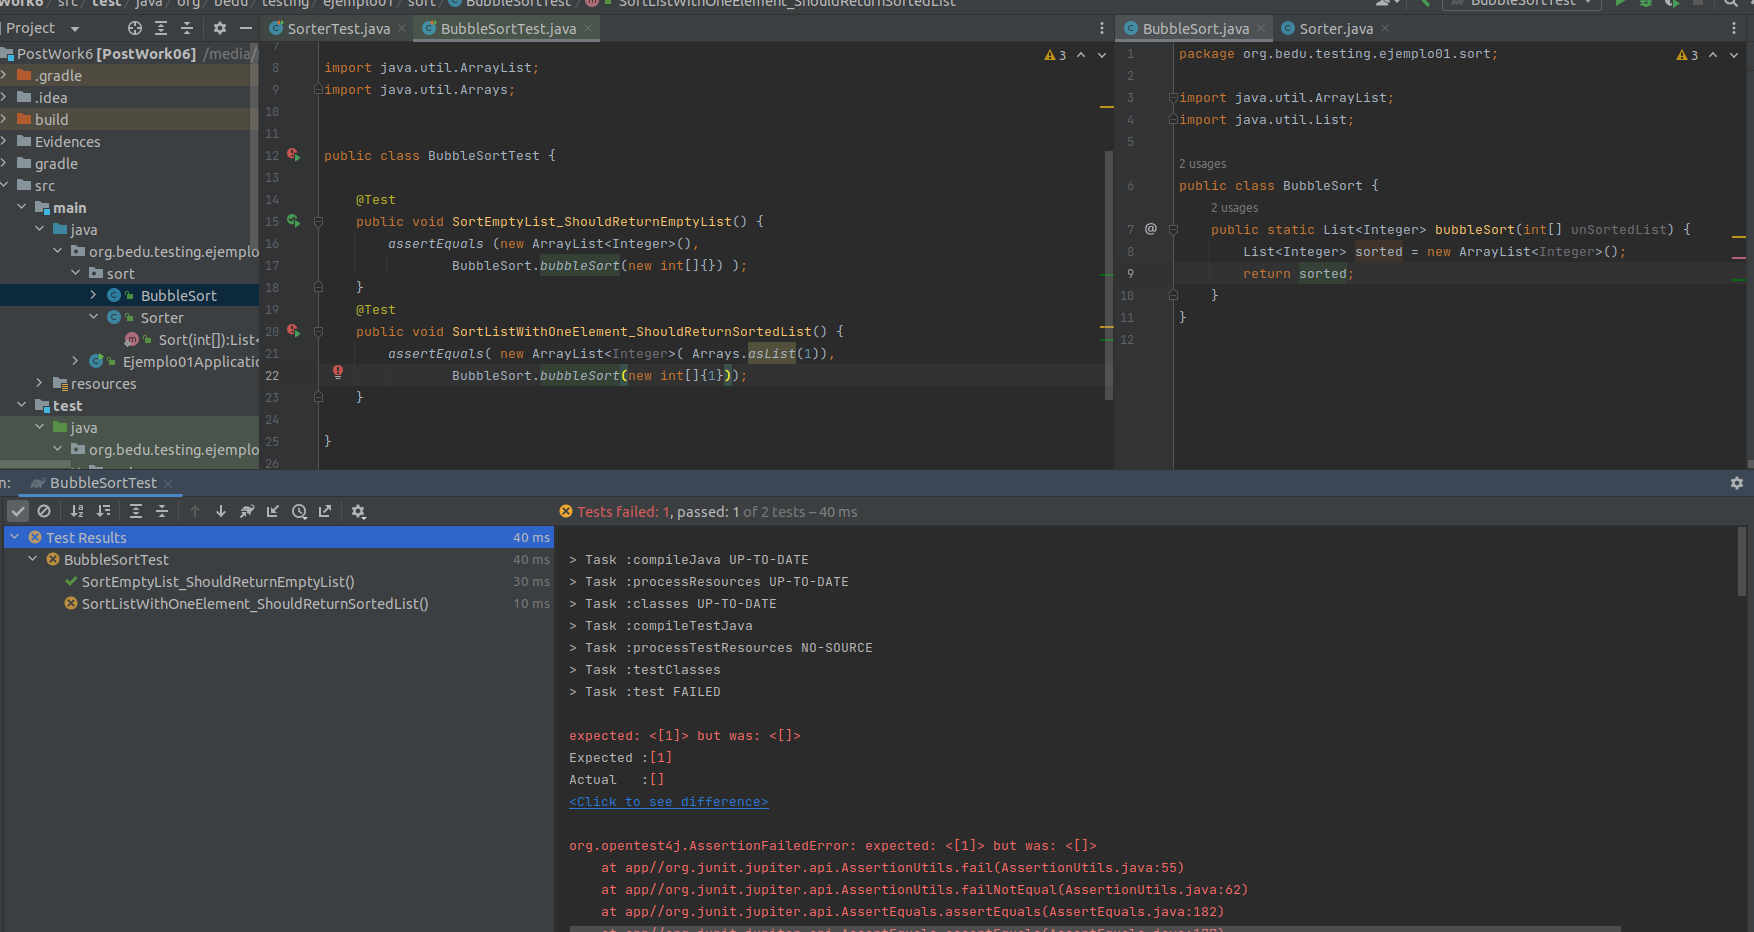 src / test / java / org / bedu / testing / ejemplo01 / sort / BubbleSortTest / SortListWithOneElement_ShouldReturnSortedList
BubbleSortTest
Project
SorterTest.java
BubbleSortTest.java
BubbleSort.java
Sorter.java
PostWork6 [PostWork06] /media/
.gradle
.idea
build
Evidences
gradle
src
main
java
org.bedu.testing.ejemplo
sort
BubbleSort
Sorter
Sort(int[]):List<
Ejemplo01Applicatio
resources
test
java
org.bedu.testing.ejemplo
3
7
8 import java.util.ArrayList;
9 import java.util.Arrays;
10
11
12 public class BubbleSortTest {
13
14 @Test
15 public void SortEmptyList_ShouldReturnEmptyList() {
16 assertEquals (new ArrayList<Integer>(),
17 BubbleSort.bubbleSort(new int[]{}) );
18 }
19 @Test
20 public void SortListWithOneElement_ShouldReturnSortedList() {
21 assertEquals( new ArrayList<Integer>( Arrays.asList(1)),
22 BubbleSort.bubbleSort(new int[]{1}));
23 }
24
25 }
26
3
1 package org.bedu.testing.ejemplo01.sort;
2
3 import java.util.ArrayList;
4 import java.util.List;
5
2 usages
6 public class BubbleSort {
2 usages
7 @ public static List<Integer> bubbleSort(int[] unSortedList) {
8 List<Integer> sorted = new ArrayList<Integer>();
9 return sorted;
10 }
11 }
12
n: BubbleSortTest
Tests failed: 1, passed: 1 of 2 tests – 40 ms
Test Results 40 ms
BubbleSortTest 40 ms
SortEmptyList_ShouldReturnEmptyList() 30 ms
SortListWithOneElement_ShouldReturnSortedList() 10 ms
> Task :compileJava UP-TO-DATE
> Task :processResources UP-TO-DATE
> Task :classes UP-TO-DATE
> Task :compileTestJava
> Task :processTestResources NO-SOURCE
> Task :testClasses
> Task :test FAILED
expected: <[1]> but was: <[]>
Expected :[1]
Actual :[]
<Click to see difference>
org.opentest4j.AssertionFailedError: expected: <[1]> but was: <[]>
at app//org.junit.jupiter.api.AssertionUtils.fail(AssertionUtils.java:55)
at app//org.junit.jupiter.api.AssertionUtils.failNotEqual(AssertionUtils.java:62)
at app//org.junit.jupiter.api.AssertEquals.assertEquals(AssertEquals.java:182)